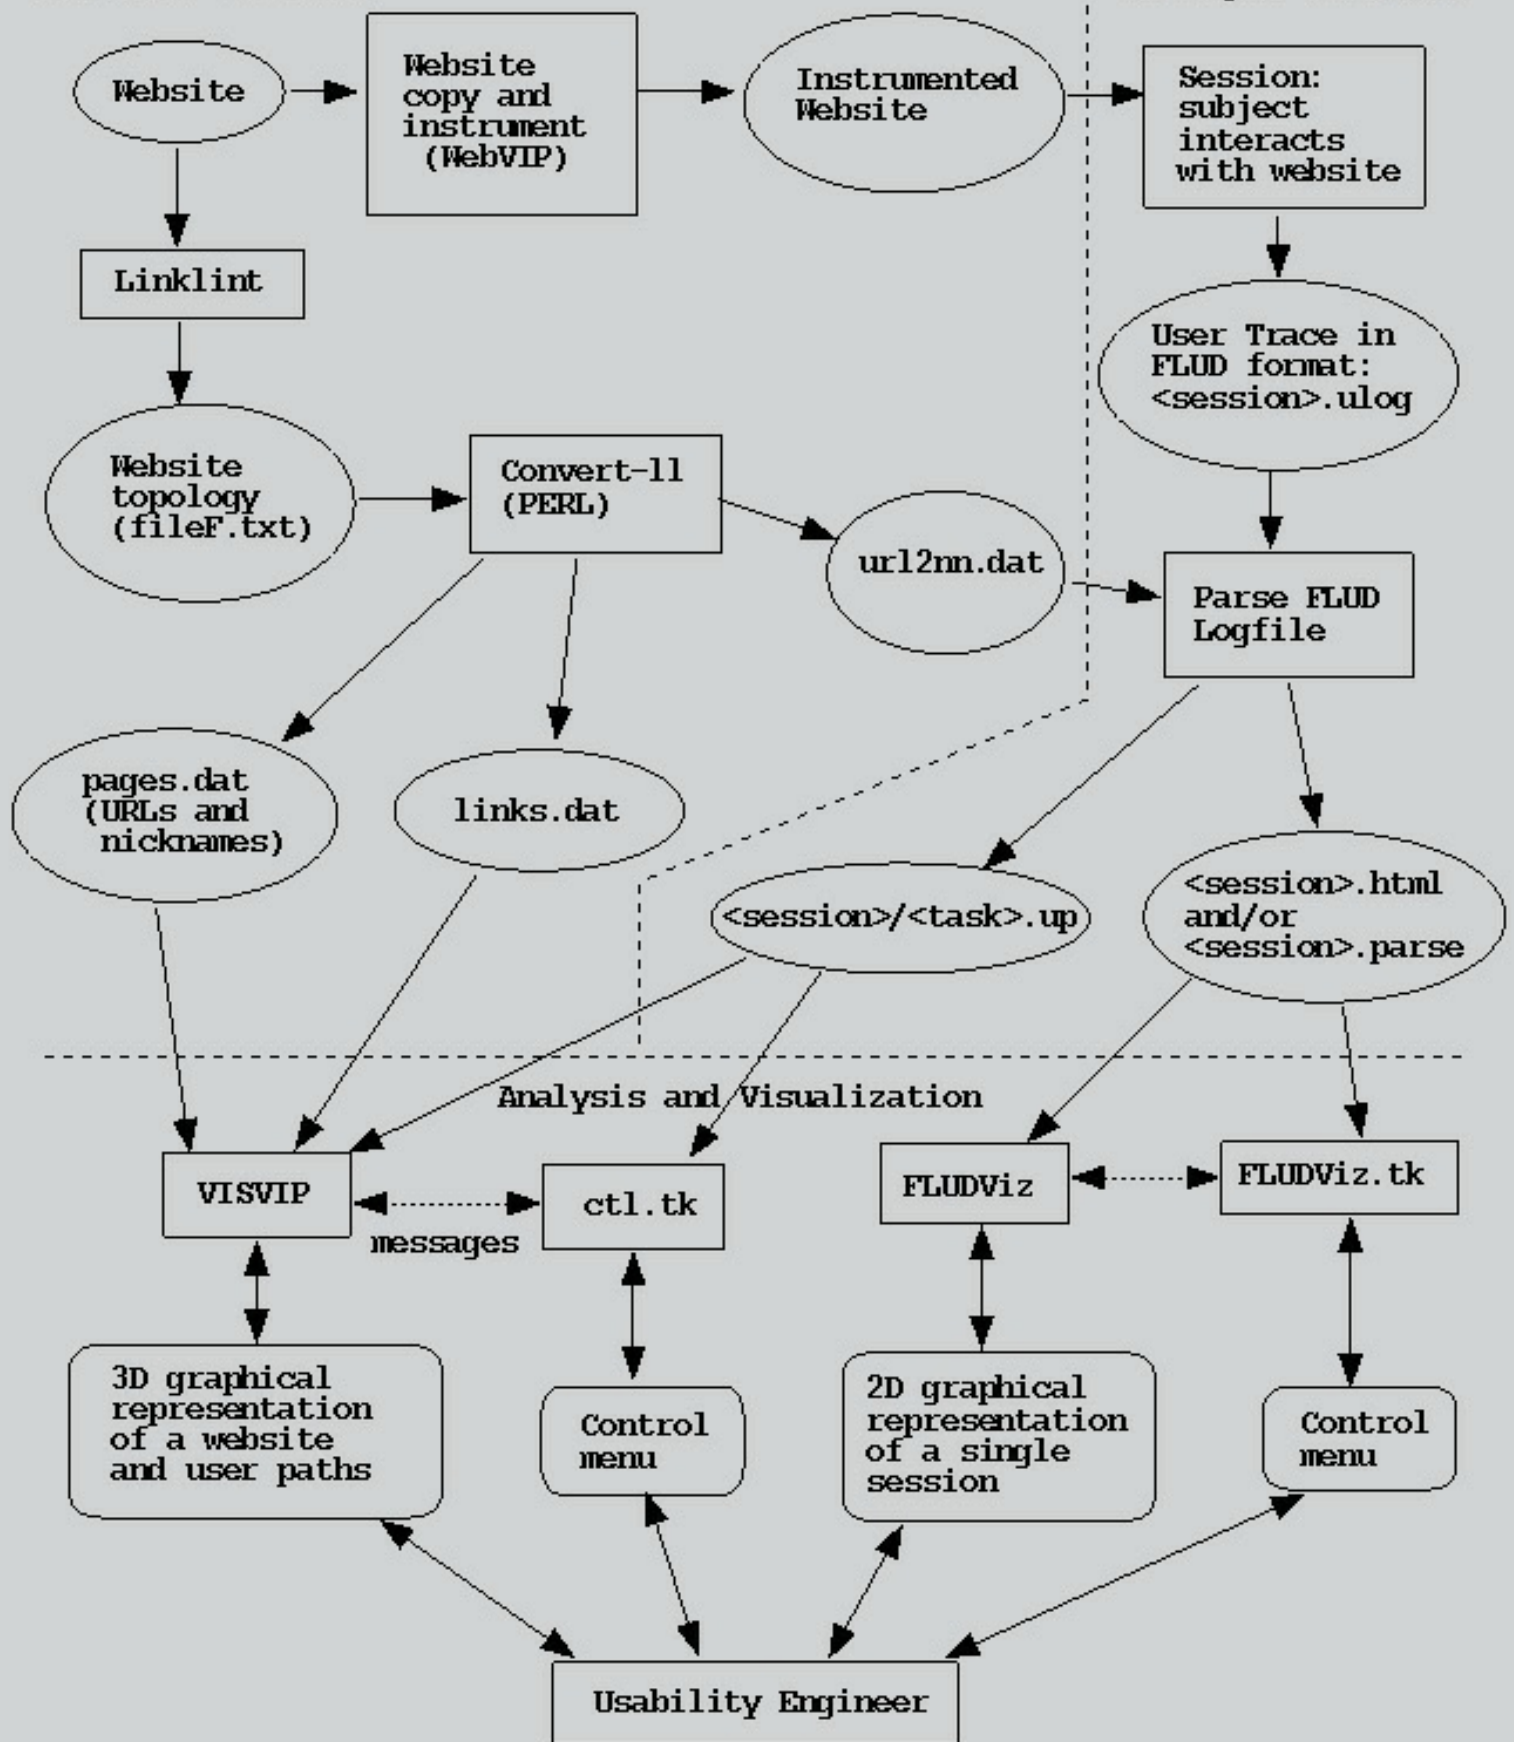 Website
Website
copy and
instrument
(WebVIP)
Instrumented
Website
Session:
subject
interacts
with website
Linklint
User Trace in
FLUD format:
<session>.ulog
Website
topology
(fileF.txt)
Convert-ll
(PERL)
url2nn.dat
Parse FLUD
Logfile
pages.dat
(URLs and
nicknames)
links.dat
<session>/<task>.up
<session>.html
and/or
<session>.parse
Analysis and Visualization
VISVIP
messages
ctl.tk
FLUDViz
FLUDViz.tk
3D graphical
representation
of a website
and user paths
Control
menu
2D graphical
representation
of a single
session
Control
menu
Usability Engineer